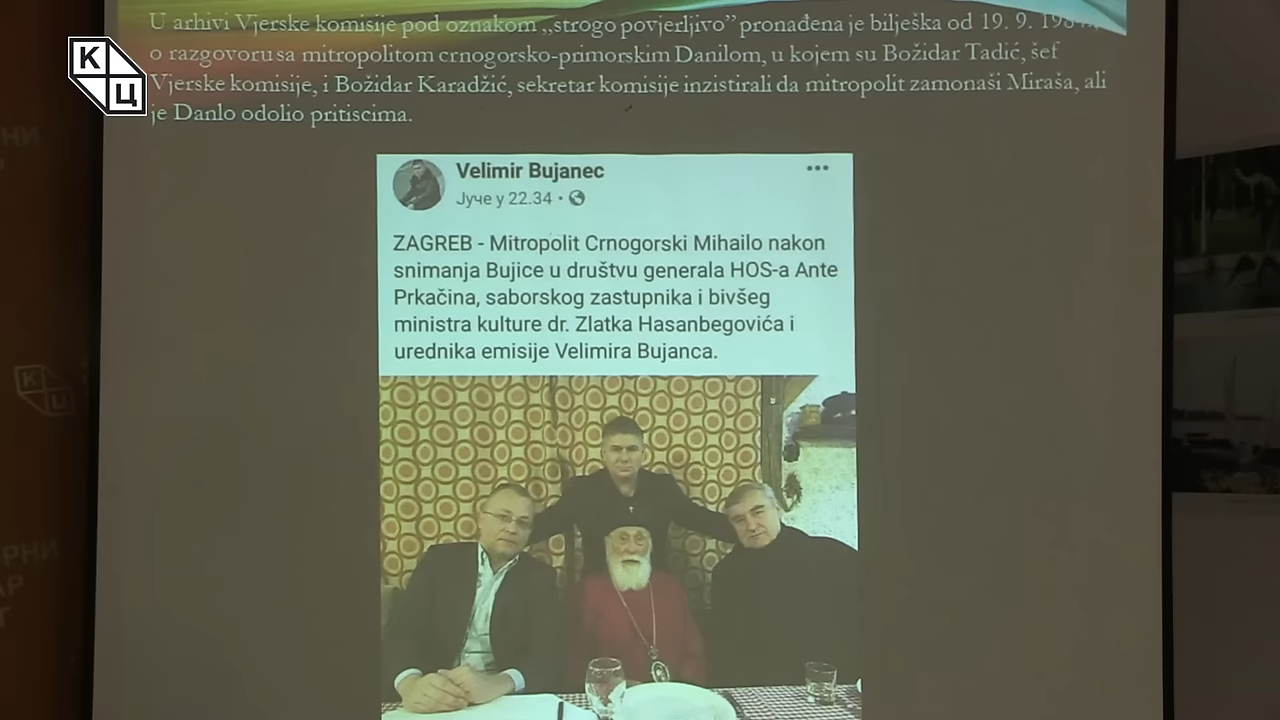 U arhivi Vjerske komisije pod oznakom „strogo povjerljivo” pronađena je bilješka od 19. 9.
o razgovoru sa mitropolitom crnogorsko-primorskim Danilom, u kojem su Božidar Tadić, šef
Vjerske komisije, i Božidar Karadžić, sekretar komisije inzistirali da mitropolit zamonaši Miraša, ali
je Danlo odolio pritiscima.
К
Ц
Velimir Bujanec
Јуче у 22.34 •
ZAGREB - Mitropolit Crnogorski Mihailo nakon
snimanja Bujice u društvu generala HOS-a Ante
Prkačina, saborskog zastupnika i bivšeg
ministra kulture dr. Zlatka Hasanbegovića i
urednika emisije Velimira Bujanca.
К
Ц